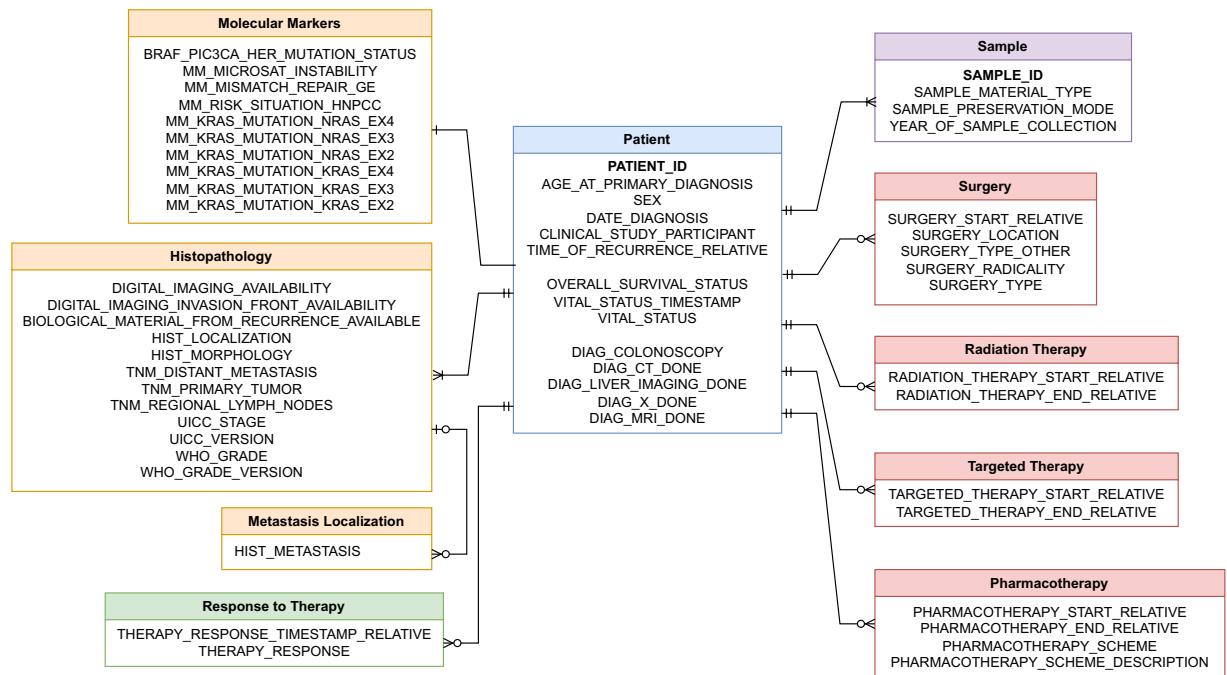 Molecular Markers
BRAF_PIC3CA_HER_MUTATION_STATUS
MM_MICROSAT_INSTABILITY
MM_MISMATCH_REPAIR_GE
MM_RISK_SITUATION_HNPCC
MM_KRAS_MUTATION_NRAS_EX4
MM_KRAS_MUTATION_NRAS_EX3
MM_KRAS_MUTATION_NRAS_EX2
MM_KRAS_MUTATION_KRAS_EX4
MM_KRAS_MUTATION_KRAS_EX3
MM_KRAS_MUTATION_KRAS_EX2
Histopathology
DIGITAL_IMAGING_AVAILABILITY
DIGITAL_IMAGING_INVASION_FRONT_AVAILABILITY
BIOLOGICAL_MATERIAL_FROM_RECURRENCE_AVAILABLE
HIST_LOCALIZATION
HIST_MORPHOLOGY
TNM_DISTANT_METASTASIS
TNM_PRIMARY_TUMOR
TNM_REGIONAL_LYMPH_NODES
UICC_STAGE
UICC_VERSION
WHO_GRADE
WHO_GRADE_VERSION
Metastasis Localization
HIST_METASTASIS
Response to Therapy
THERAPY_RESPONSE_TIMESTAMP_RELATIVE
THERAPY_RESPONSE
Patient
PATIENT_ID
AGE_AT_PRIMARY_DIAGNOSIS
SEX
DATE_DIAGNOSIS
CLINICAL_STUDY_PARTICIPANT
TIME_OF_RECURRENCE_RELATIVE
OVERALL_SURVIVAL_STATUS
VITAL_STATUS_TIMESTAMP
VITAL_STATUS
DIAG_COLONOSCOPY
DIAG_CT_DONE
DIAG_LIVER_IMAGING_DONE
DIAG_X_DONE
DIAG_MRI_DONE
Sample
SAMPLE_ID
SAMPLE_MATERIAL_TYPE
SAMPLE_PRESERVATION_MODE
YEAR_OF_SAMPLE_COLLECTION
Surgery
SURGERY_START_RELATIVE
SURGERY_LOCATION
SURGERY_TYPE_OTHER
SURGERY_RADICALITY
SURGERY_TYPE
Radiation Therapy
RADIATION_THERAPY_START_RELATIVE
RADIATION_THERAPY_END_RELATIVE
Targeted Therapy
TARGETED_THERAPY_START_RELATIVE
TARGETED_THERAPY_END_RELATIVE
Pharmacotherapy
PHARMACOTHERAPY_START_RELATIVE
PHARMACOTHERAPY_END_RELATIVE
PHARMACOTHERAPY_SCHEME
PHARMACOTHERAPY_SCHEME_DESCRIPTION